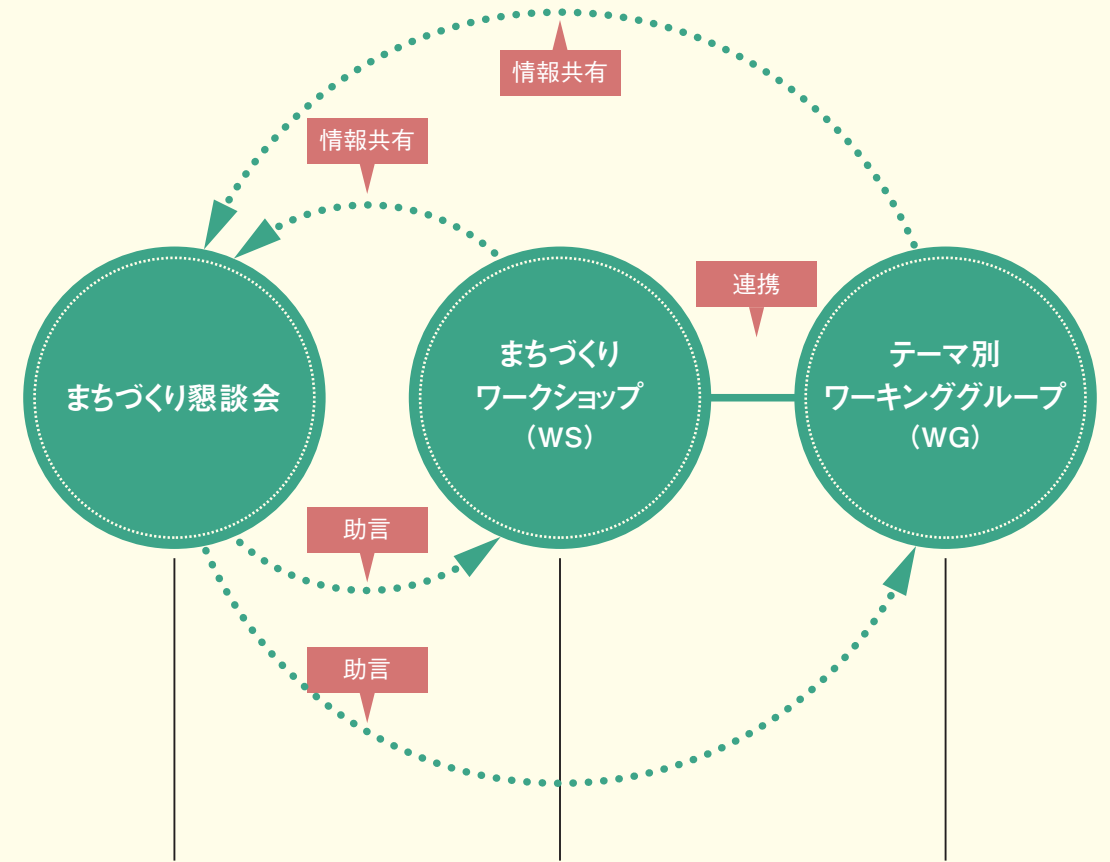 情報共有
情報共有
連携
まちづくり懇談会
まちづくり
ワークショップ
（WS）
テーマ別
ワーキンググループ
（WG）
助言
助言